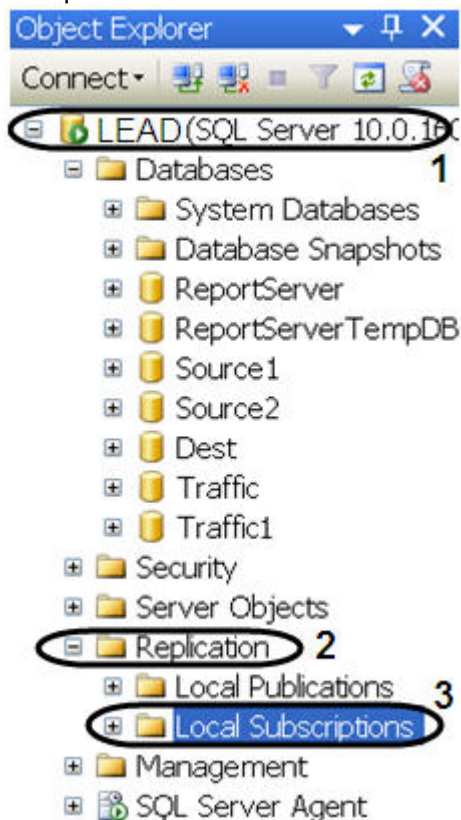 Object Explorer
Connect
LEAD (SQL Server 10.0.160
1
Databases
System Databases
Database Snapshots
ReportServer
ReportServerTempDB
Source1
Source2
Dest
Traffic
Traffic1
Security
Server Objects
Replication 2
Local Publications
3
Local Subscriptions
Management
SQL Server Agent